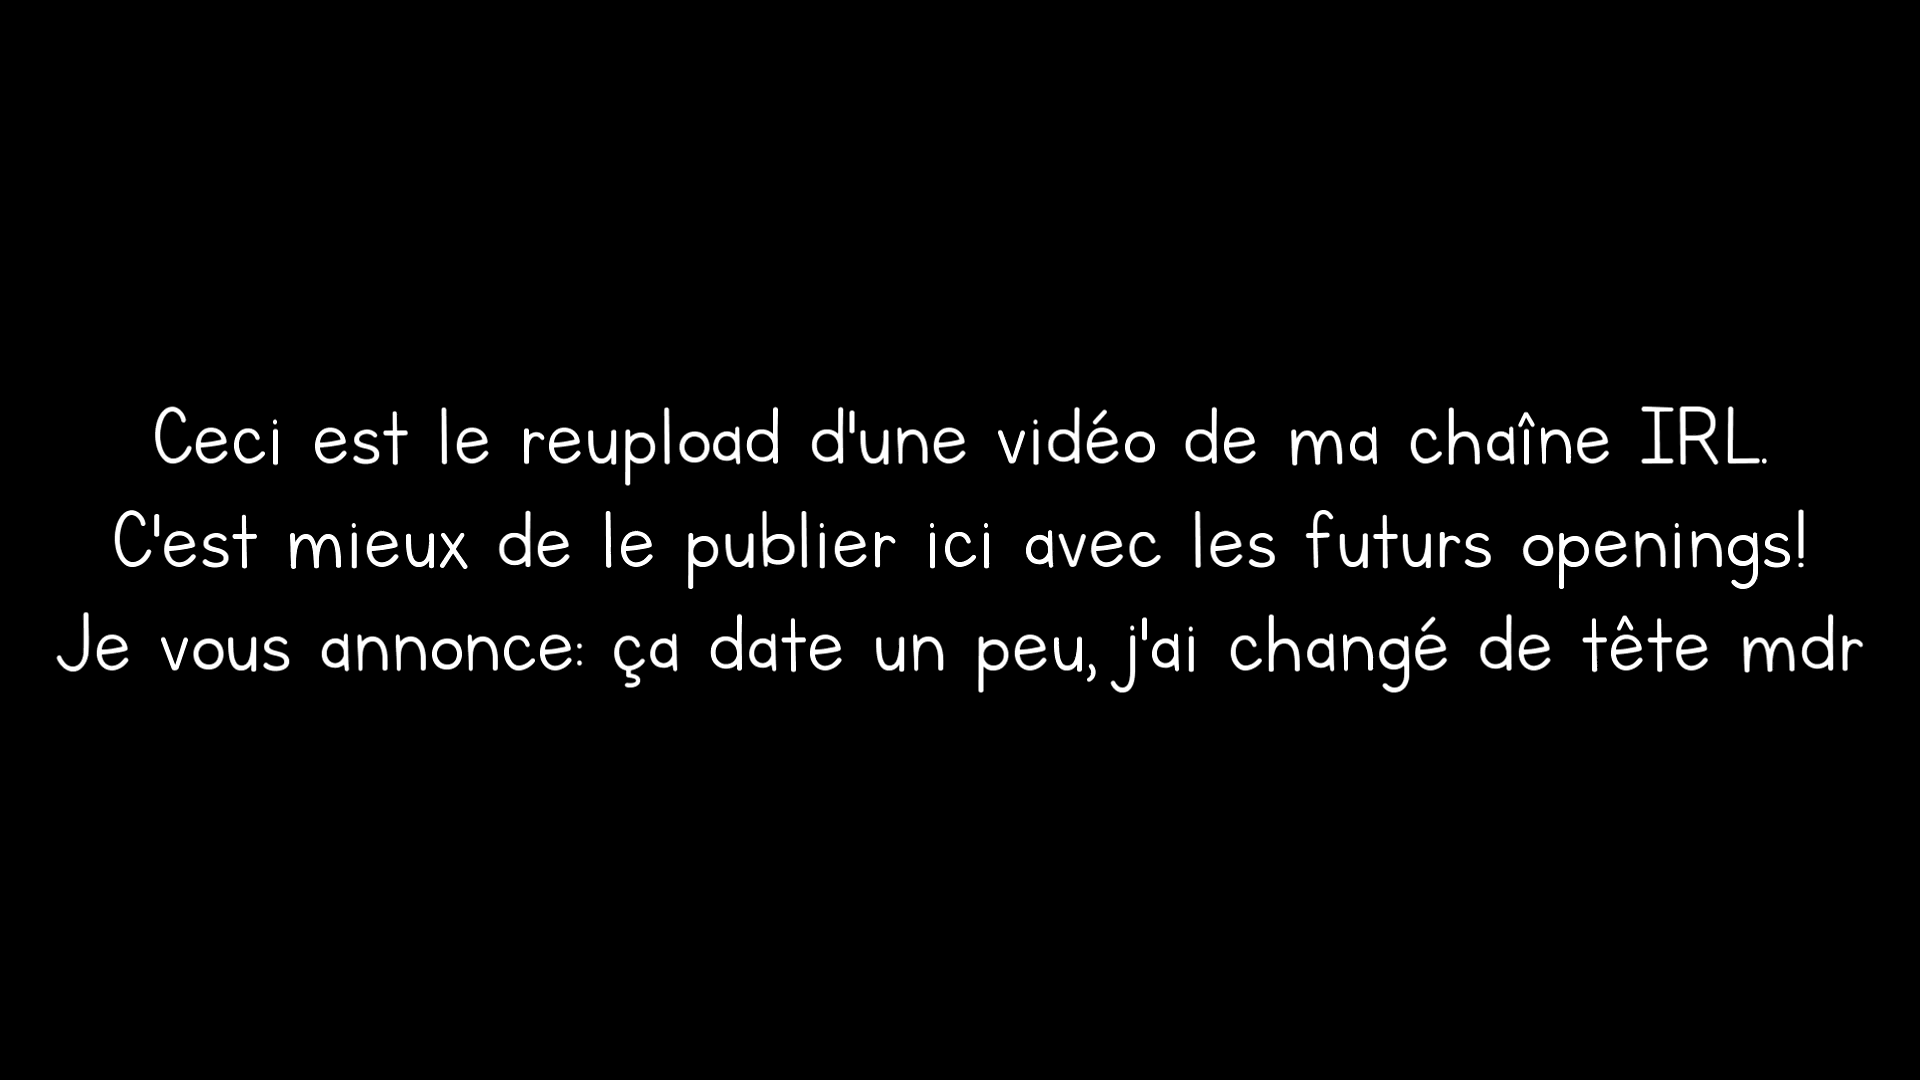 Ceci est le reupload d'une vidéo de ma chaîne IRL.
C'est mieux de le publier ici avec les futurs openings!
Je vous annonce: ça date un peu, j'ai changé de tête mdr